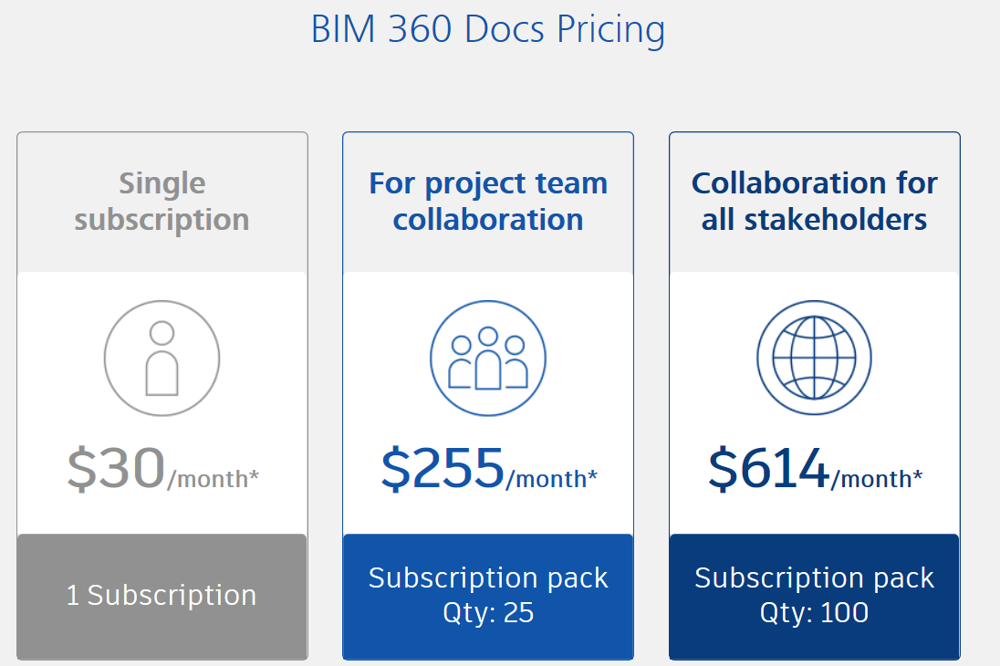 BIM 360 Docs Pricing
Single
subscription
$30/month*
1 Subscription
For project team
collaboration
$255/month*
Subscription pack
Qty: 25
Collaboration for
all stakeholders
$614/month*
Subscription pack
Qty: 100